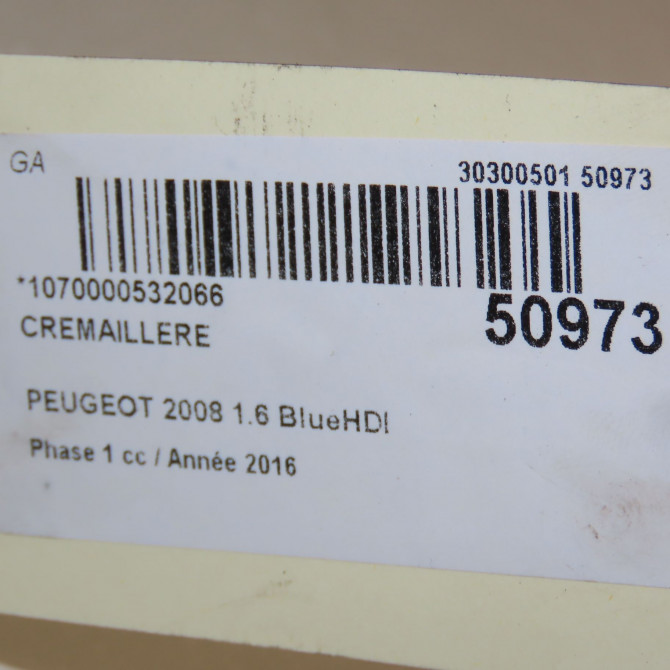 GA
30300501 50973
*1070000532066
50973
CREMAILLERE
PEUGEOT 2008 1.6 BlueHDI
Phase 1 cc / Année 2016